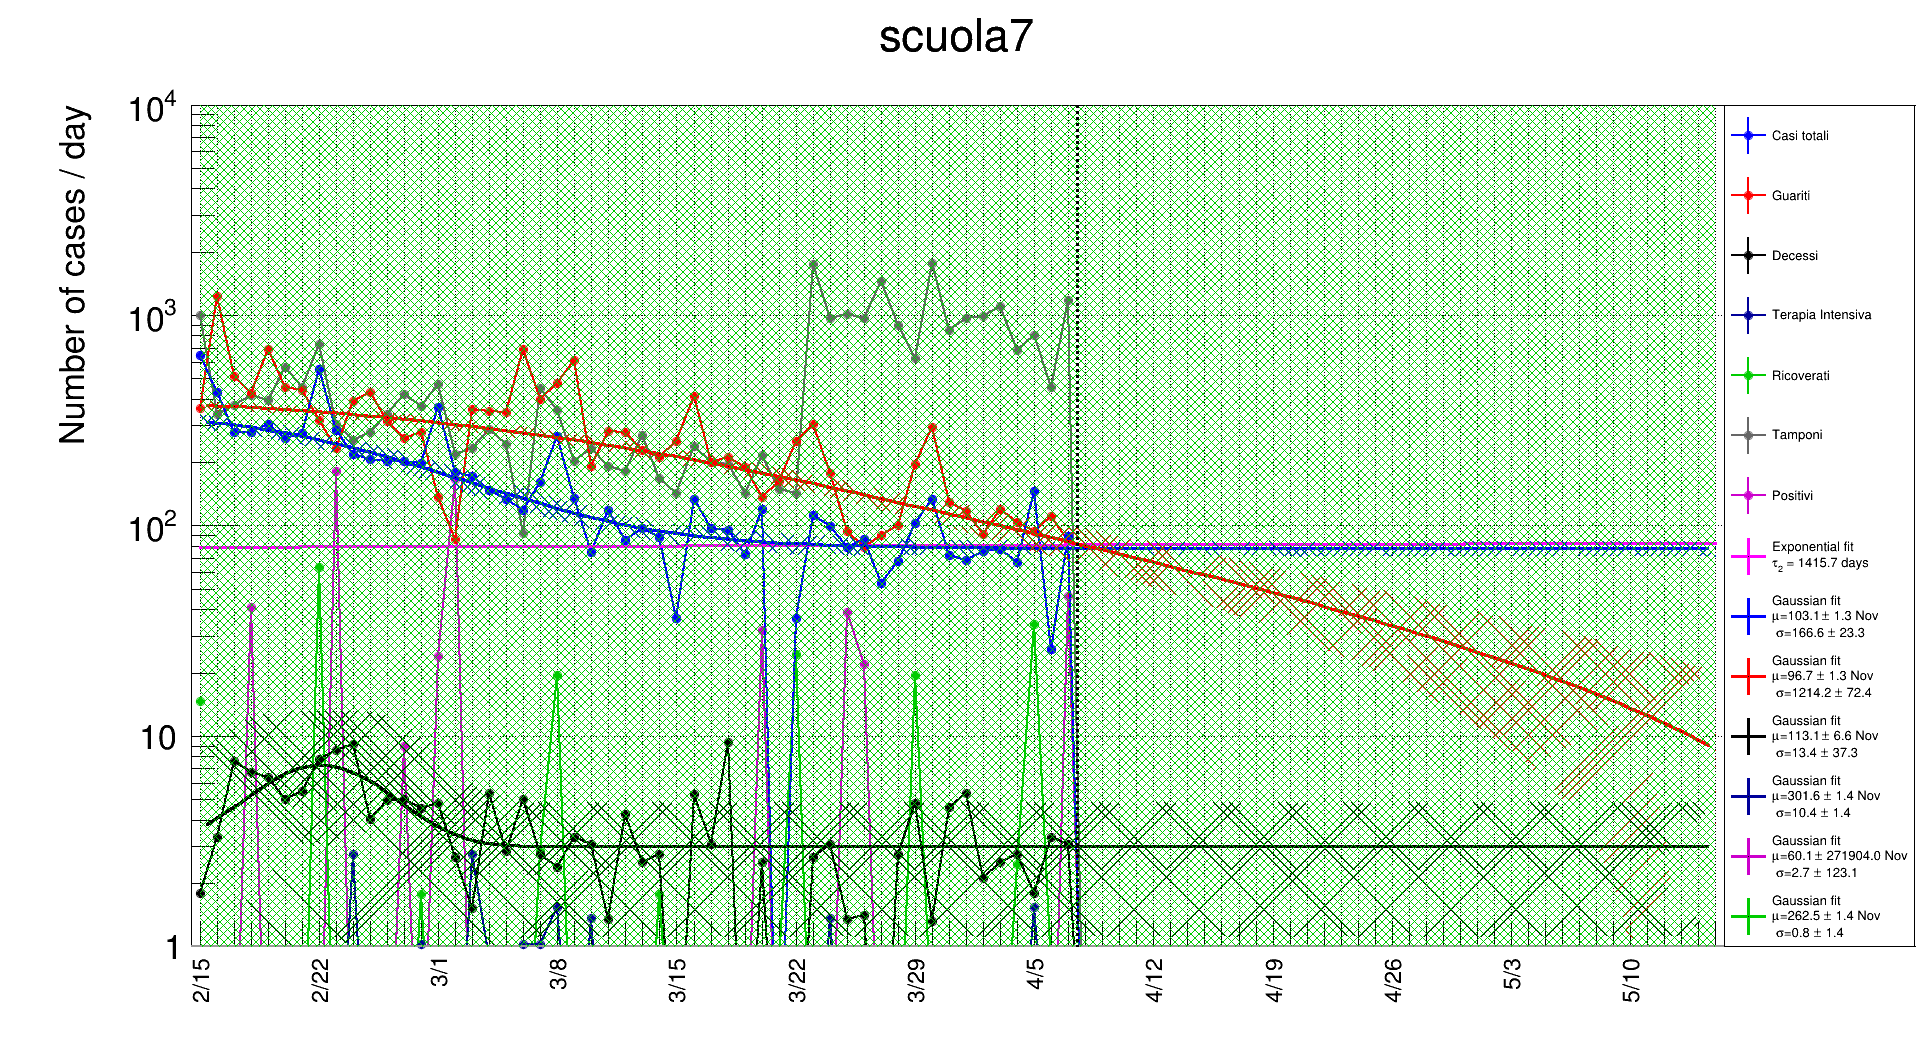 scuola7
Number of cases / day
10⁴
10³
10²
10
1
2/15
2/22
3/1
3/8
3/15
3/22
3/29
4/5
4/12
4/19
4/26
5/3
5/10
Casi totali
Guariti
Decessi
Terapia Intensiva
Ricoverati
Tamponi
Positivi
Exponential fit
τ₂ = 1415.7 days
Gaussian fit
μ=103.1 ± 1.3 Nov
σ=166.6 ± 23.3
Gaussian fit
μ=96.7 ± 1.3 Nov
σ=1214.2 ± 72.4
Gaussian fit
μ=113.1 ± 6.6 Nov
σ=13.4 ± 37.3
Gaussian fit
μ=301.6 ± 1.4 Nov
σ=10.4 ± 1.4
Gaussian fit
μ=60.1 ± 271904.0 Nov
σ=2.7 ± 123.1
Gaussian fit
μ=262.5 ± 1.4 Nov
σ=0.8 ± 1.4